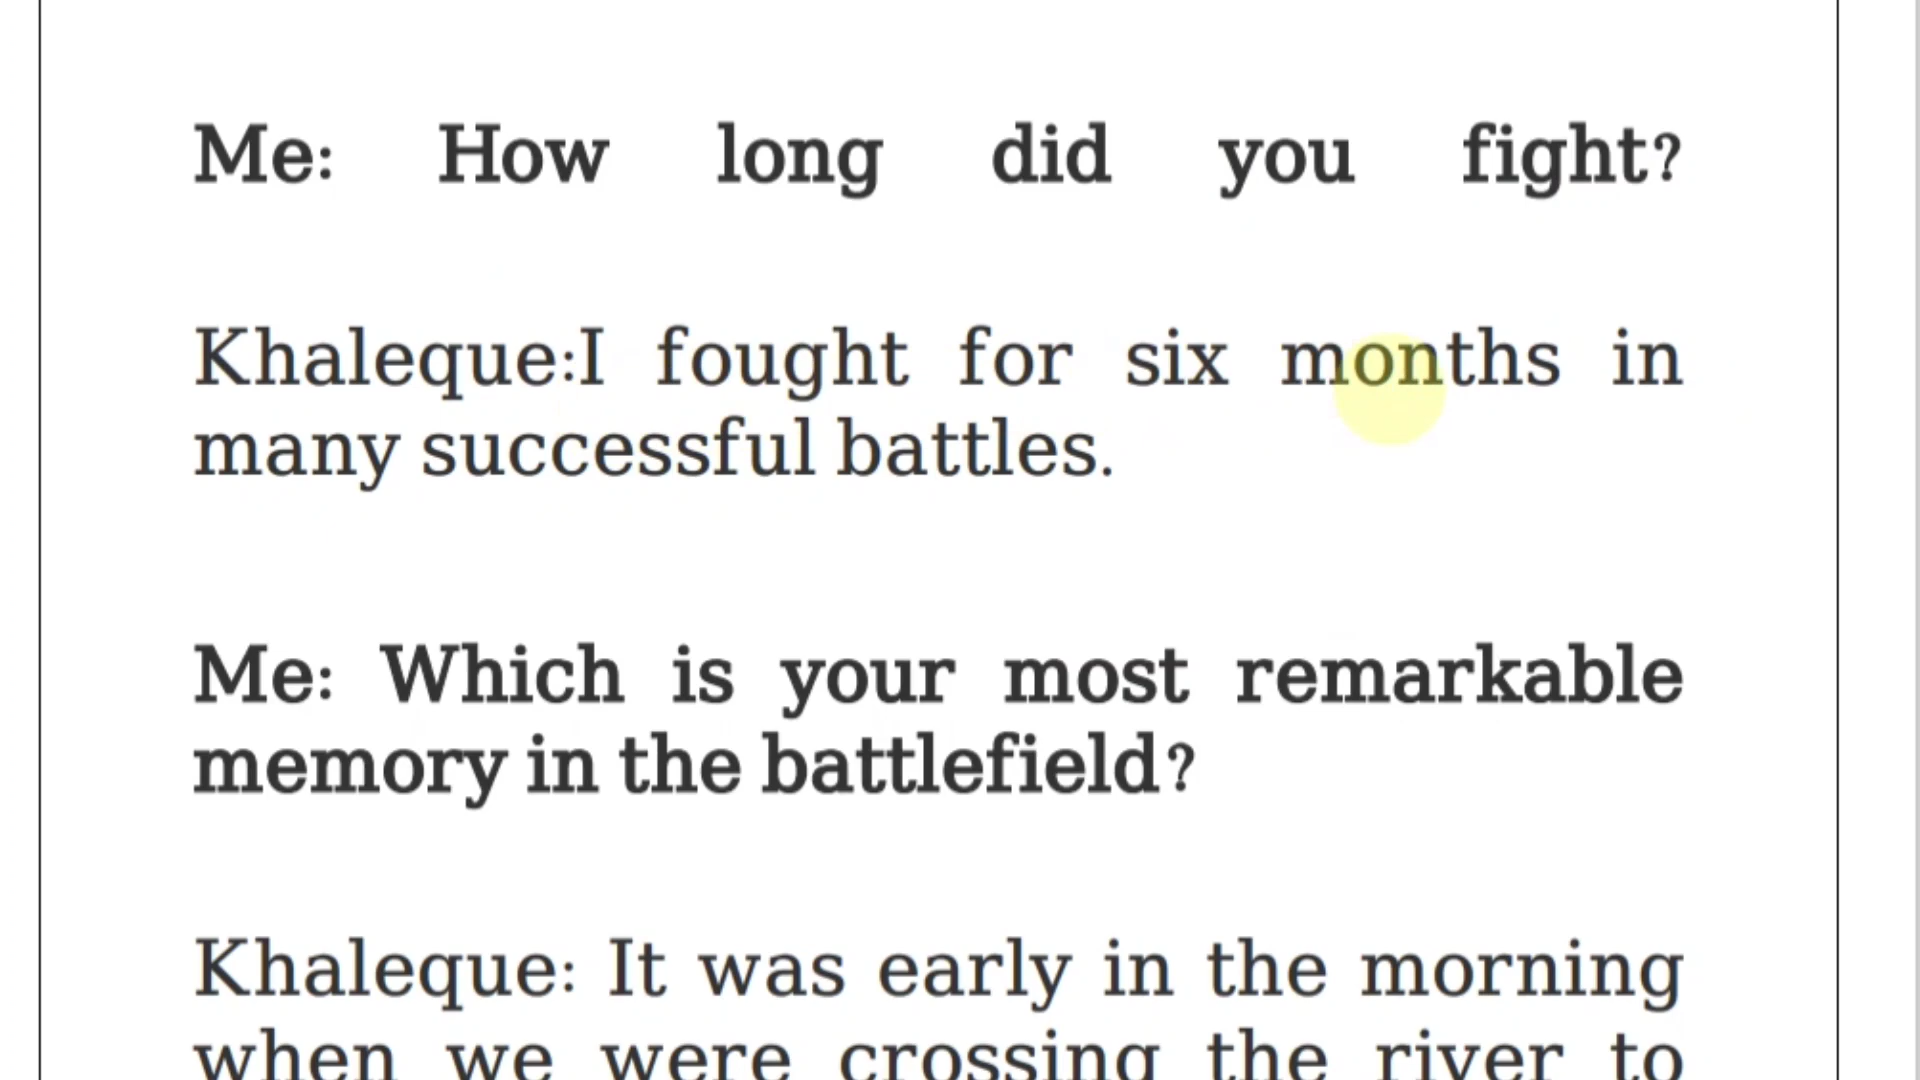 Me: How long did you fight?
Khaleque:I fought for six months in
many successful battles.
Me: Which is your most remarkable
memory in the battlefield?
Khaleque: It was early in the morning
when we were crossing the river to